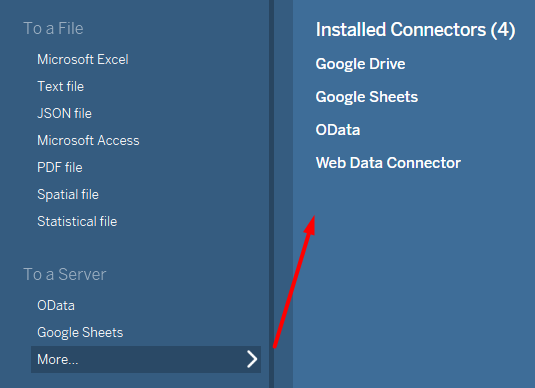 To a File
Microsoft Excel
Text file
JSON file
Microsoft Access
PDF file
Spatial file
Statistical file
To a Server
OData
Google Sheets
More...
Installed Connectors (4)
Google Drive
Google Sheets
OData
Web Data Connector